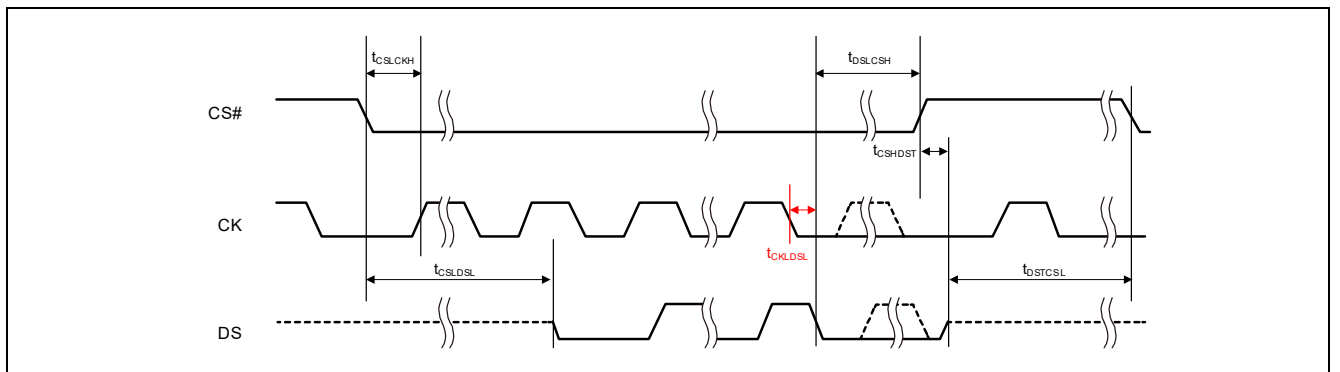 tCSLCKH
tDSLCSH
CS#
tCSHDST
CK
tCKLDSL
tCSLDSL
tDSTCSL
DS